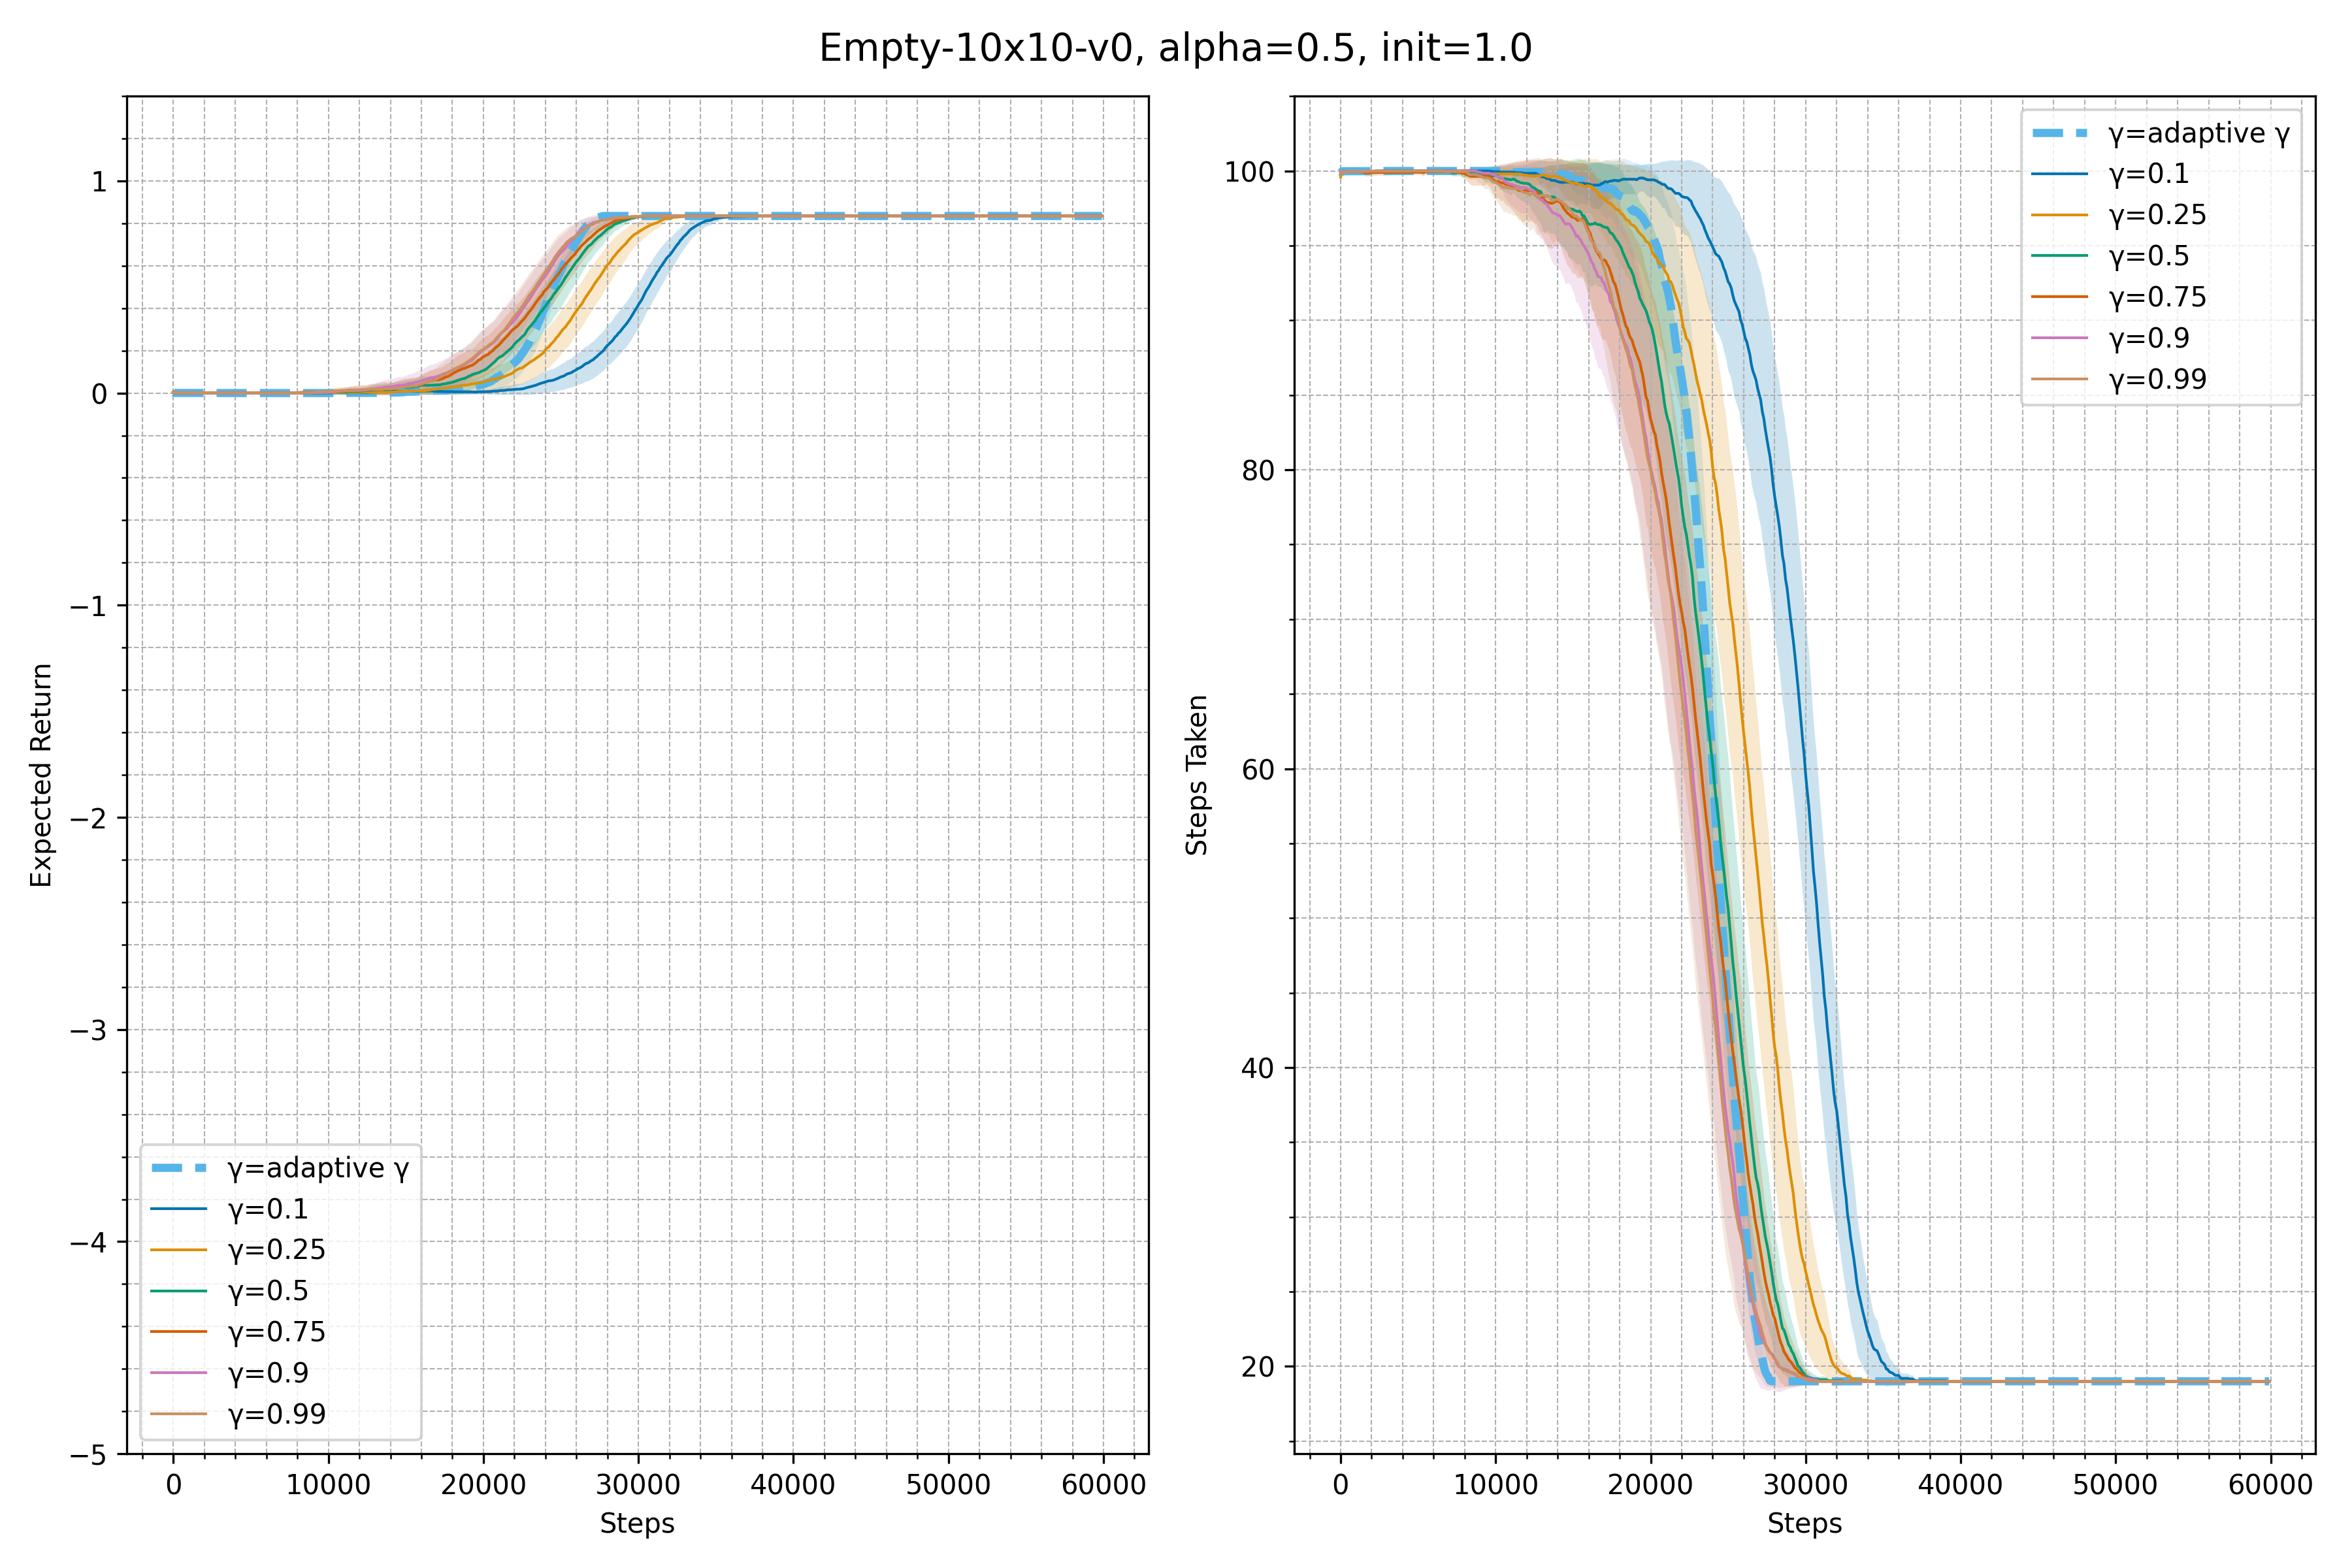 Empty-10x10-v0, alpha=0.5, init=1.0
Expected Return
1
0
−1
−2
−3
−4
−5
γ=adaptive γ
γ=0.1
γ=0.25
γ=0.5
γ=0.75
γ=0.9
γ=0.99
0 10000 20000 30000 40000 50000 60000
Steps
Steps Taken
100
80
60
40
20
γ=adaptive γ
γ=0.1
γ=0.25
γ=0.5
γ=0.75
γ=0.9
γ=0.99
0 10000 20000 30000 40000 50000 60000
Steps